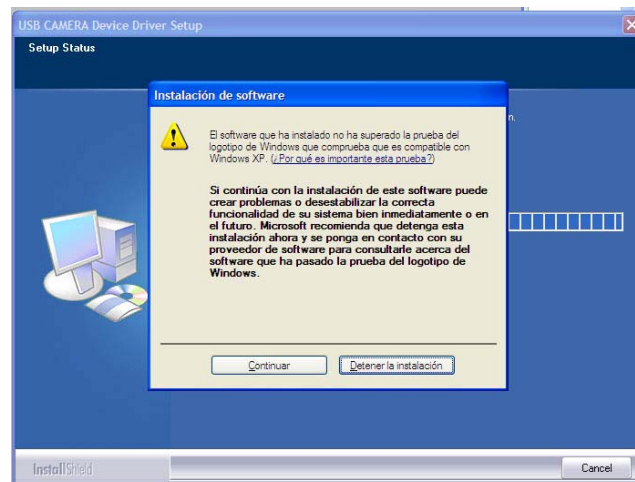 USB CAMERA Device Driver Setup
Setup Status
Instalación de software
n.
El software que ha instalado no ha superado la prueba del
logotipo de Windows que comprueba que es compatible con
Windows XP. (¿Por qué es importante esta prueba?)
Si continúa con la instalación de este software puede
crear problemas o desestabilizar la correcta
funcionalidad de su sistema bien inmediatamente o en
el futuro. Microsoft recomienda que detenga esta
instalación ahora y se ponga en contacto con su
proveedor de software para consultarle acerca del
software que ha pasado la prueba del logotipo de
Windows.
Continuar
Detener la instalación
InstallShield
Cancel